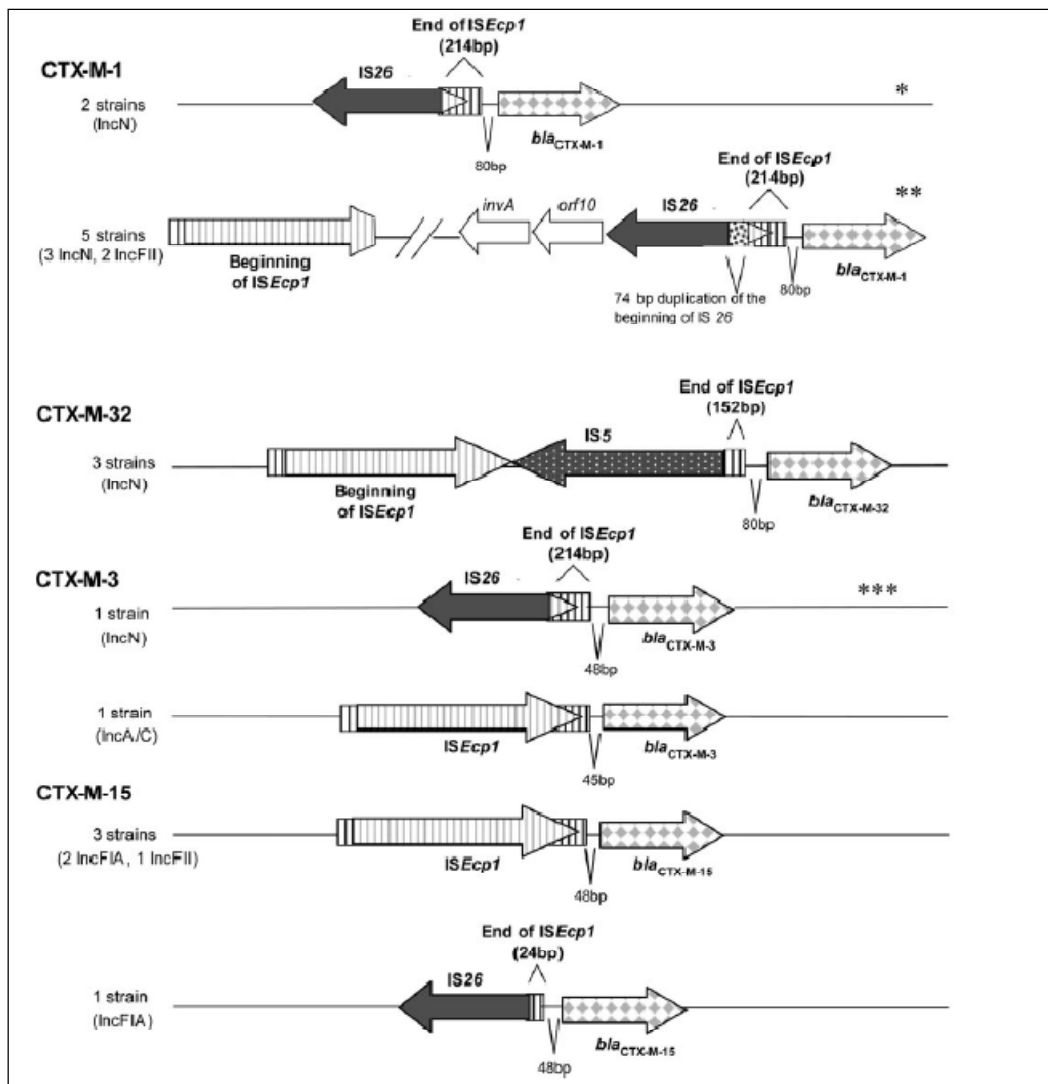 End of ISEcp1
(214bp)
IS26
CTX-M-1
2 strains
(IncN)
*
blaCTX-M-1
80bp
End of ISEcp1
(214bp)
invA
orf10
IS26
**
5 strains
(3 IncN, 2 IncFII)
Beginning
of ISEcp1
blaCTX-M-1
80bp
74 bp duplication of the
beginning of IS 26
End of ISEcp1
(152bp)
CTX-M-32
IS5
3 strains
(IncN)
Beginning
of ISEcp1
blaCTX-M-32
80bp
End of ISEcp1
(214bp)
CTX-M-3
IS26
***
1 strain
(IncN)
blaCTX-M-3
48bp
1 strain
(IncA/C)
ISEcp1
blaCTX-M-3
45bp
CTX-M-15
3 strains
(2 IncFIA, 1 IncFII)
ISEcp1
blaCTX-M-15
48bp
End of ISEcp1
(24bp)
IS26
1 strain
(IncFIA)
blaCTX-M-15
48bp